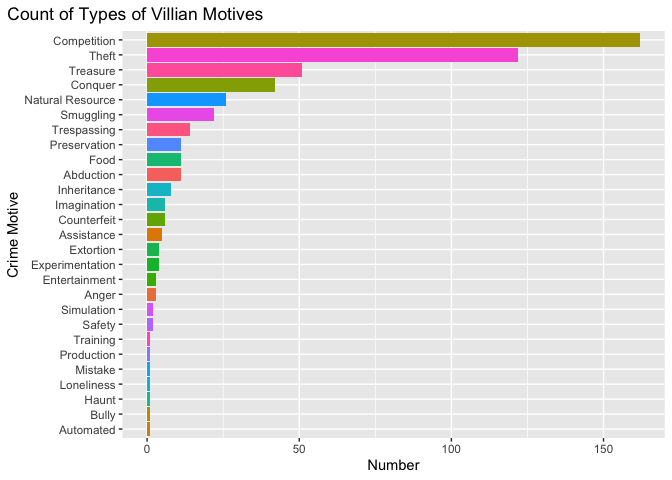 Count of Types of Villian Motives
Competition
Theft
Treasure
Conquer
Natural Resource
Smuggling
Trespassing
Preservation
Food
Abduction
Inheritance
Imagination
Counterfeit
Assistance
Extortion
Experimentation
Entertainment
Anger
Simulation
Safety
Training
Production
Mistake
Loneliness
Haunt
Bully
Automated
Crime Motive
0 50 100 150
Number